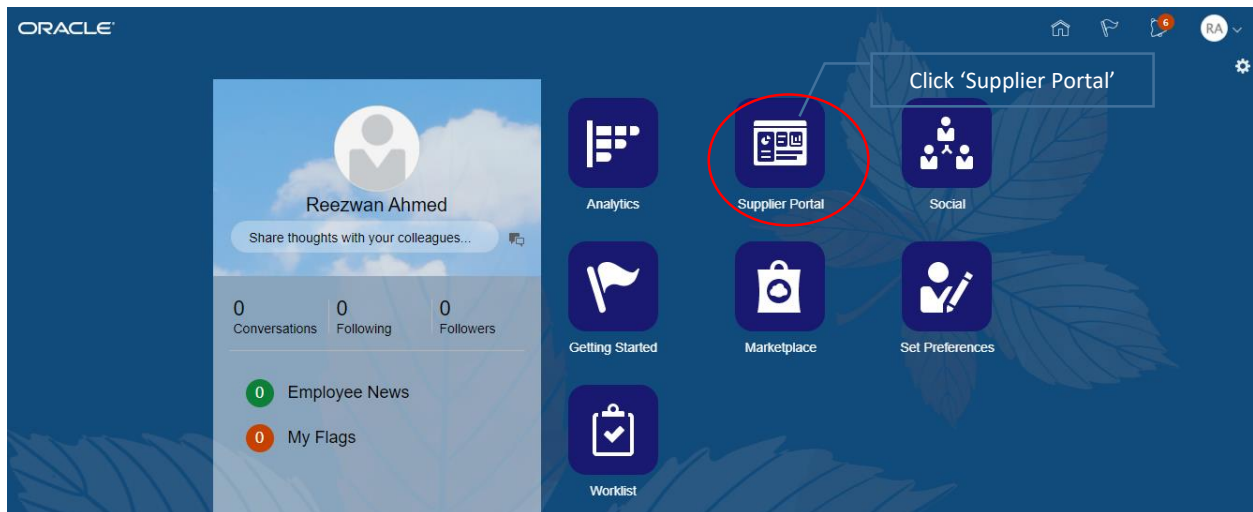 ORACLE
6
RA
Click ‘Supplier Portal’
Reezwan Ahmed
Share thoughts with your colleagues...
0
Conversations
0
Following
0
Followers
0 Employee News
0 My Flags
Analytics
Supplier Portal
Social
Getting Started
Marketplace
Set Preferences
Worklist